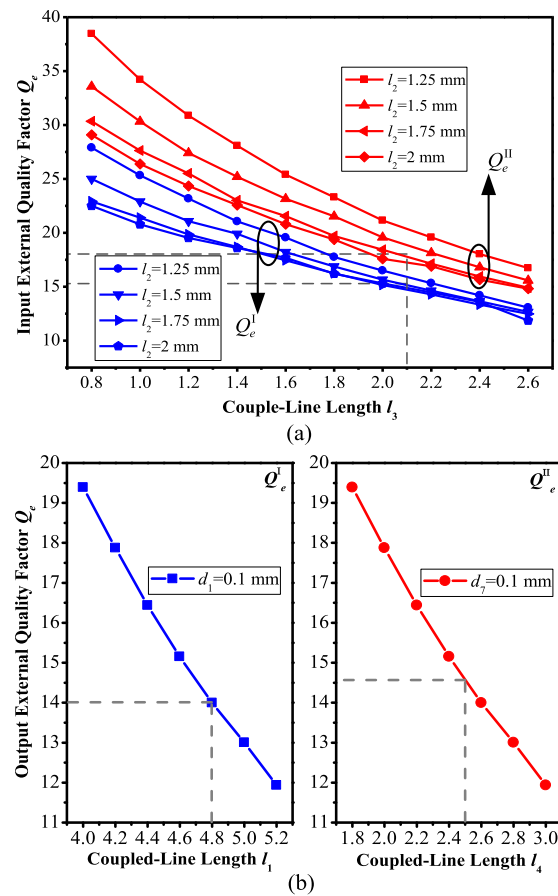 40
35
30
25
20
15
10
Input External Quality Factor Qₑ
l₂=1.25 mm
l₂=1.5 mm
l₂=1.75 mm
l₂=2 mm
Qₑᴵᴵ
l₂=1.25 mm
l₂=1.5 mm
l₂=1.75 mm
l₂=2 mm
Qₑᴵ
0.8 1.0 1.2 1.4 1.6 1.8 2.0 2.2 2.4 2.6
Couple-Line Length l₃
(a)
20
19
18
17
16
15
14
13
12
11
Output External Quality Factor Qₑ
Qₑᴵ
d₁=0.1 mm
4.0 4.2 4.4 4.6 4.8 5.0 5.2
Coupled-Line Length l₁
20
19
18
17
16
15
14
13
12
11
Qₑᴵᴵ
d₇=0.1 mm
1.8 2.0 2.2 2.4 2.6 2.8 3.0
Coupled-Line Length l₄
(b)